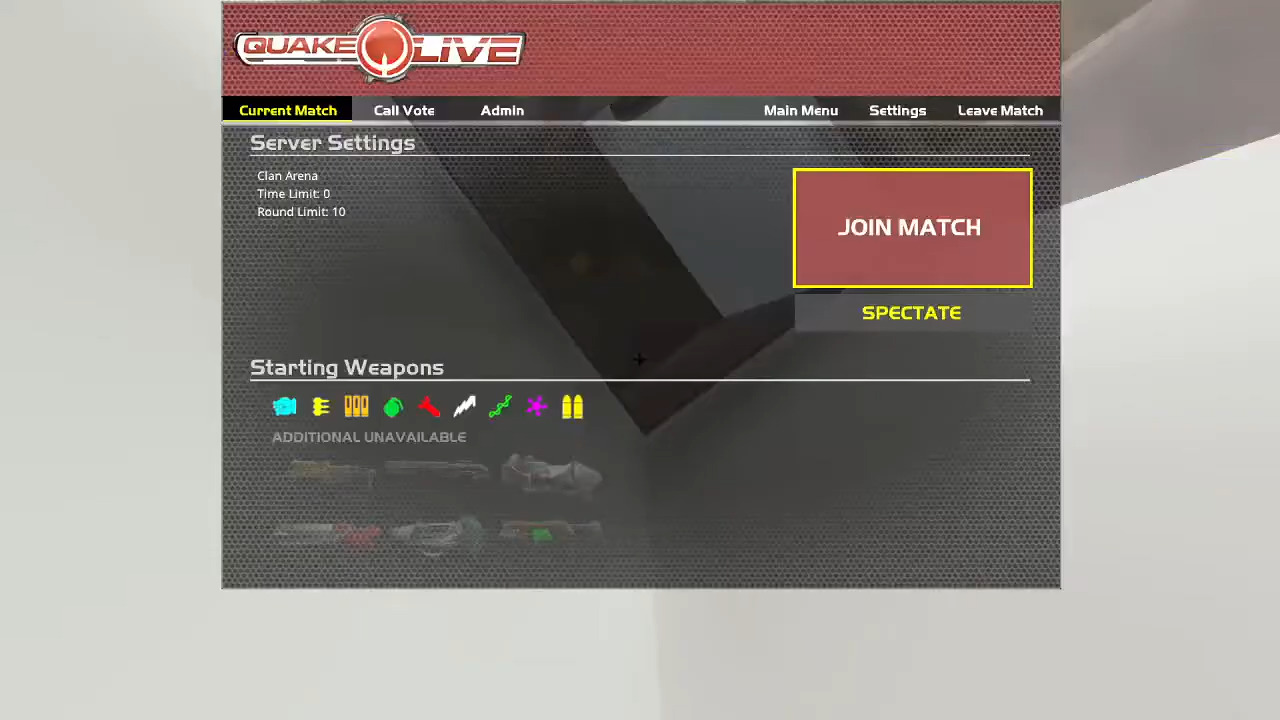 QUAKE LIVE
Current Match Call Vote Admin Main Menu Settings Leave Match
Server Settings
Clan Arena
Time Limit: 0
Round Limit: 10
JOIN MATCH
SPECTATE
Starting Weapons
ADDITIONAL UNAVAILABLE